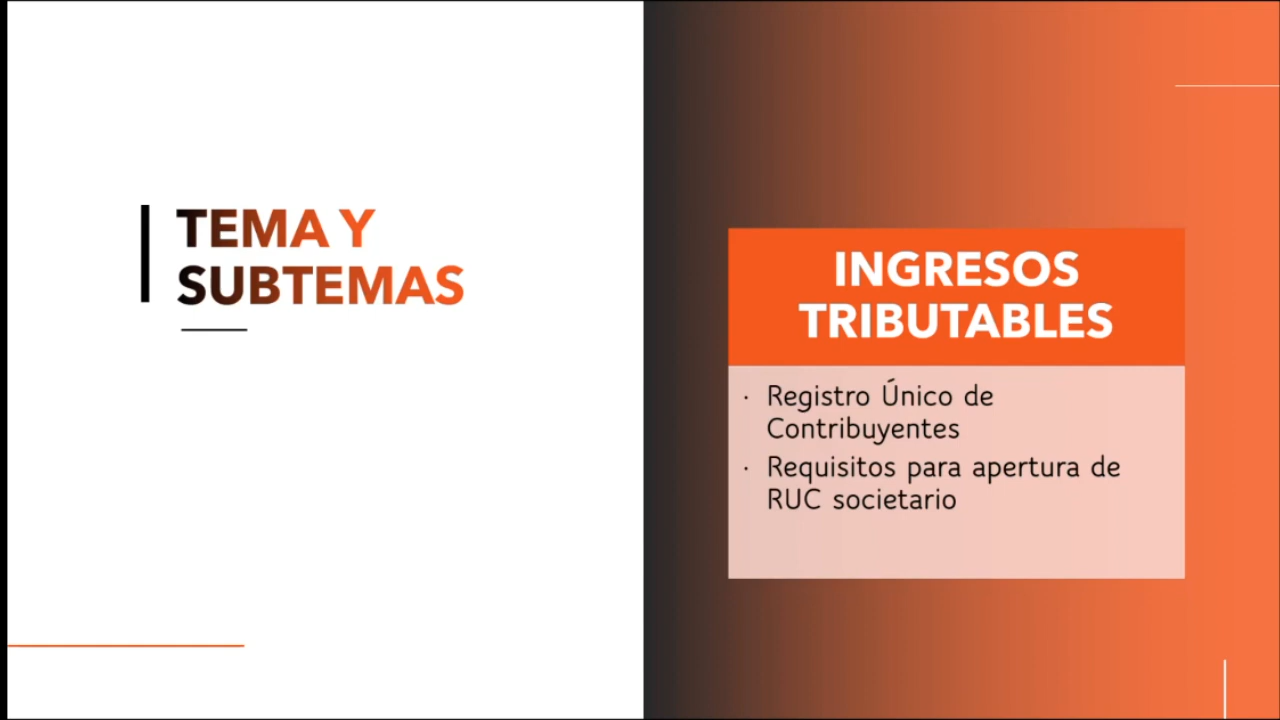 TEMA Y
SUBTEMAS
INGRESOS
TRIBUTABLES
· Registro Único de
Contribuyentes
· Requisitos para apertura de
RUC societario